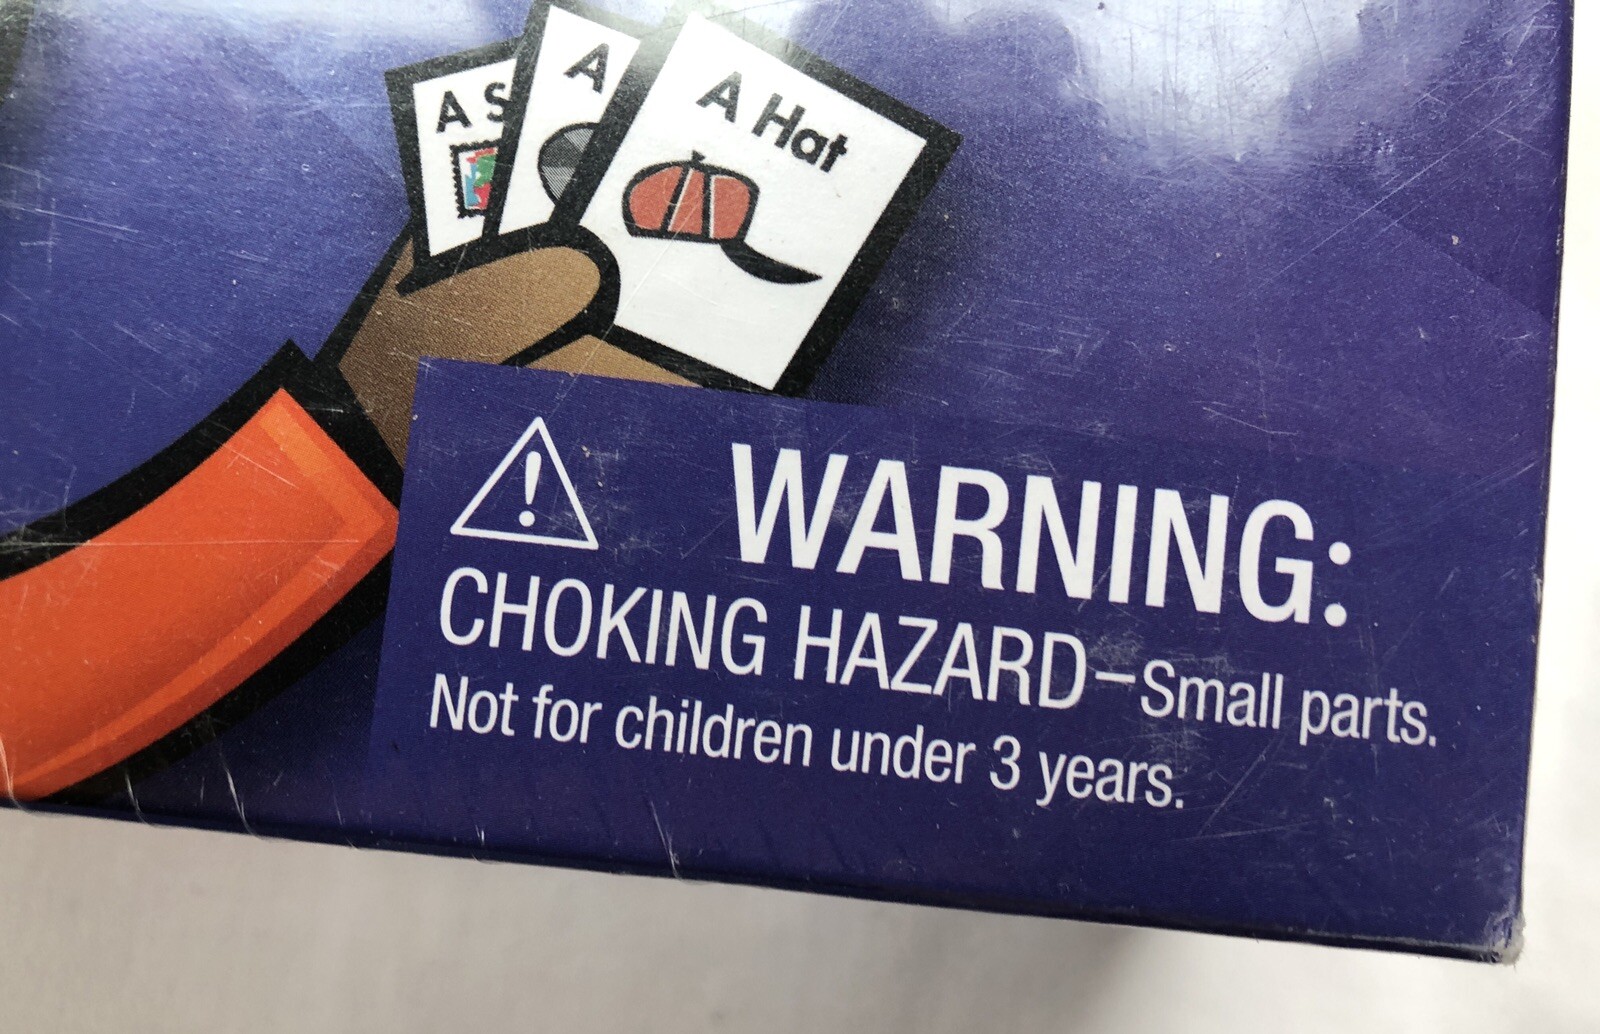 A S
A
A Hat
WARNING:
CHOKING HAZARD–Small parts.
Not for children under 3 years.